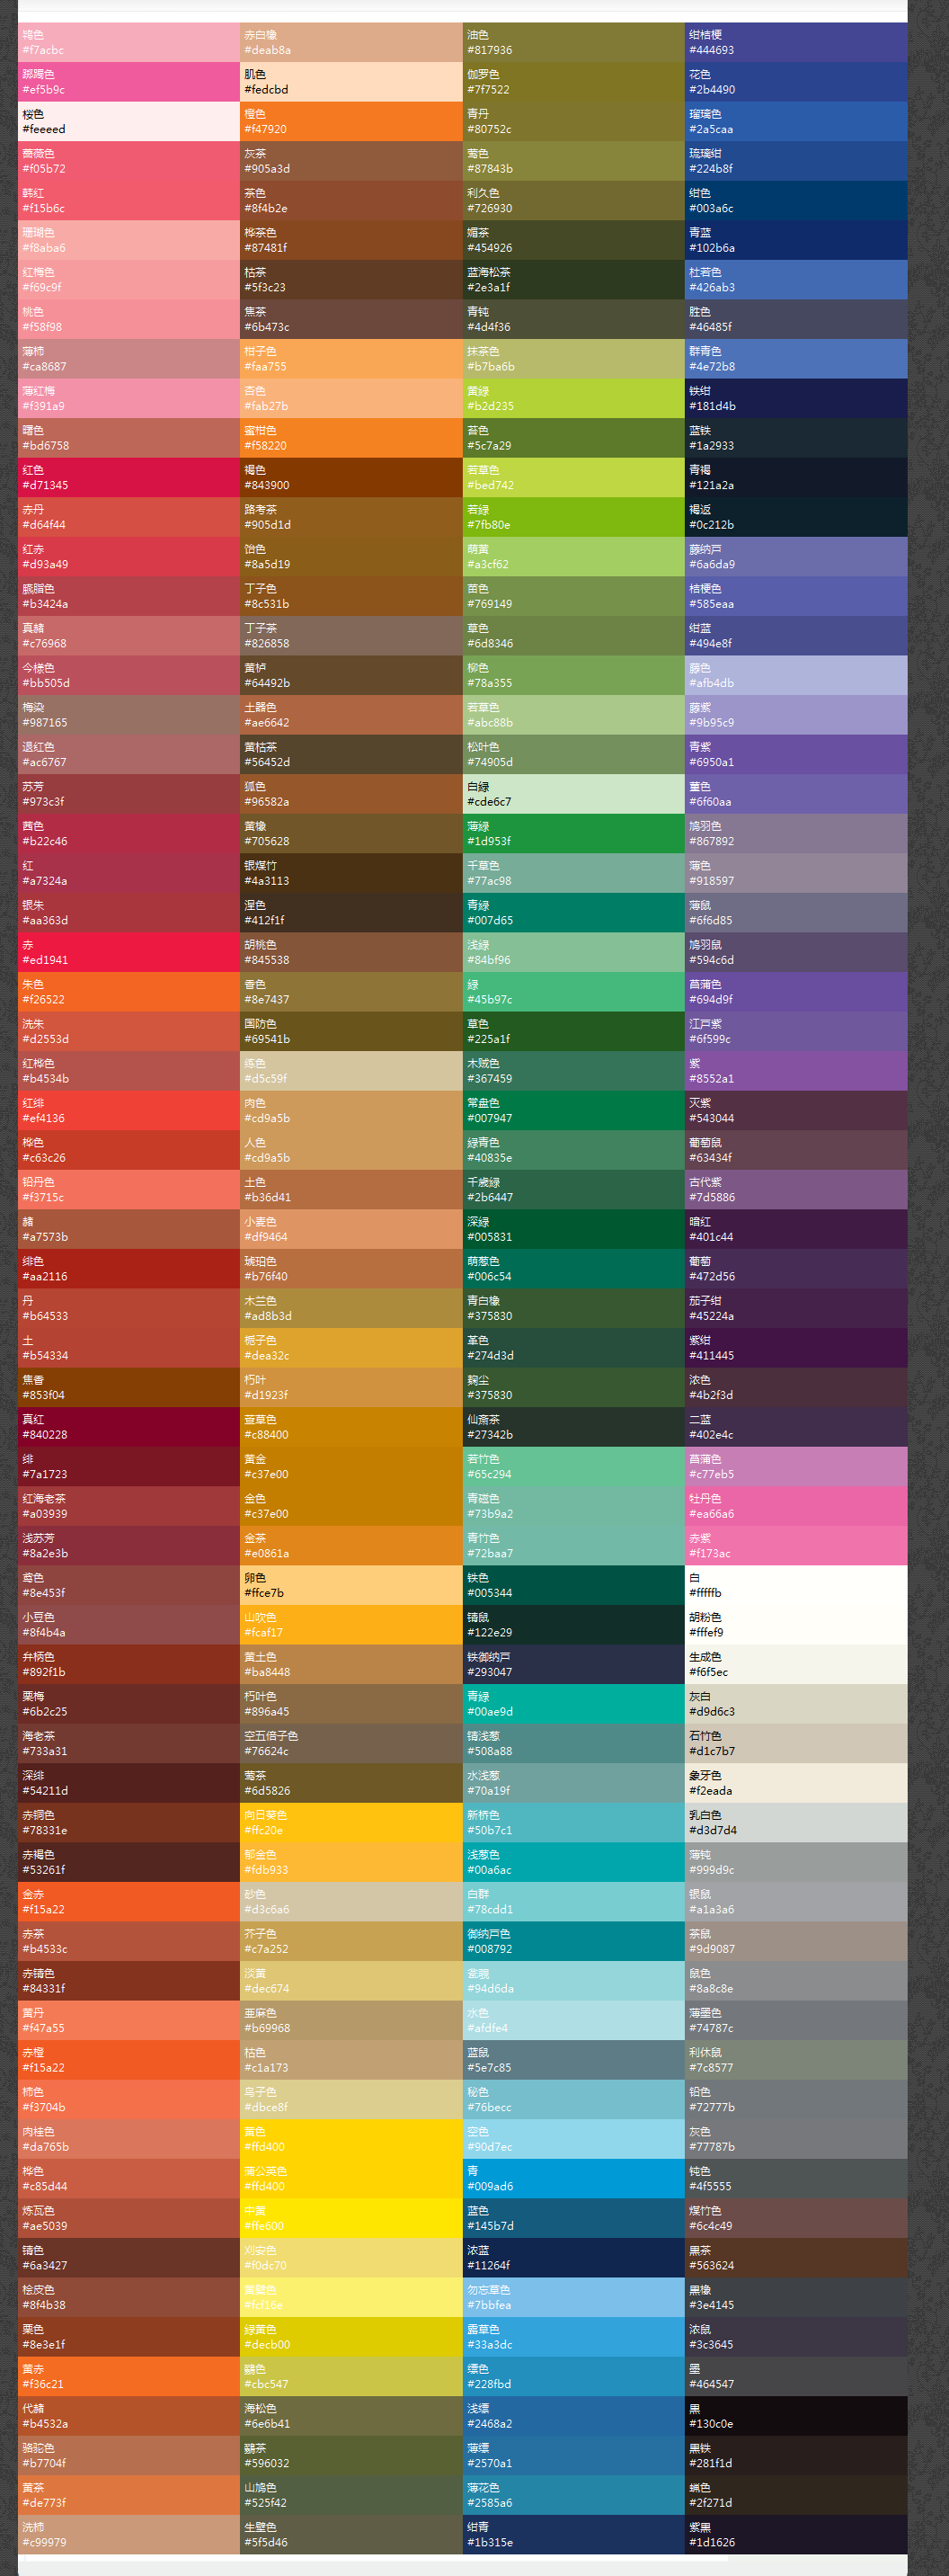 鸨色
#f7acbc
赤白橡
#deab8a
油色
#817936
绀桔梗
#444693
踯躅色
#ef5b9c
肌色
#fedcbd
伽罗色
#7f7522
花色
#2b4490
桜色
#feeeed
橙色
#f47920
青丹
#80752c
瑠璃色
#2a5caa
蔷薇色
#f05b72
灰茶
#905a3d
莺色
#87843b
琉璃绀
#224b8f
韩红
#f15b6c
茶色
#8f4b2e
利久色
#726930
绀色
#003a6c
珊瑚色
#f8aba6
桦茶色
#87481f
媚茶
#454926
青蓝
#102b6a
红梅色
#f69c9f
枯茶
#5f3c23
蓝海松茶
#2e3a1f
杜若色
#426ab3
桃色
#f58f98
焦茶
#6b473c
青钝
#4d4f36
胜色
#46485f
薄柿
#ca8687
柑子色
#faa755
抹茶色
#b7ba6b
群青色
#4e72b8
薄红梅
#f391a9
杏色
#fab27b
黄緑
#b2d235
铁绀
#181d4b
曙色
#bd6758
蜜柑色
#f58220
苔色
#5c7a29
蓝铁
#1a2933
红色
#d71345
褐色
#843900
若草色
#bed742
青褐
#121a2a
赤丹
#d64f44
路考茶
#905d1d
若緑
#7fb80e
褐返
#0c212b
红赤
#d93a49
饴色
#8a5d19
萌黄
#a3cf62
藤纳戸
#6a6da9
臙脂色
#b3424a
丁子色
#8c531b
苗色
#769149
桔梗色
#585eaa
真赭
#c76968
丁子茶
#826858
草色
#6d8346
绀蓝
#494e8f
今様色
#bb505d
黄栌
#64492b
柳色
#78a355
藤色
#afb4db
梅染
#987165
土器色
#ae6642
若草色
#abc88b
藤紫
#9b95c9
退红色
#ac6767
黄枯茶
#56452d
松叶色
#74905d
青紫
#6950a1
苏芳
#973c3f
狐色
#96582a
白緑
#cde6c7
菫色
#6f60aa
茜色
#b22c46
黄橡
#705628
薄緑
#1d953f
鸠羽色
#867892
红
#a7324a
银煤竹
#4a3113
千草色
#77ac98
薄色
#918597
银朱
#aa363d
涅色
#412f1f
青緑
#007d65
薄鼠
#6f6d85
赤
#ed1941
胡桃色
#845538
浅緑
#84bf96
鸠羽鼠
#594c6d
朱色
#f26522
香色
#8e7437
緑
#45b97c
菖蒲色
#694d9f
洗朱
#d2553d
国防色
#69541b
草色
#225a1f
江戸紫
#6f599c
红桦色
#b4534b
练色
#d5c59f
木贼色
#367459
紫
#8552a1
红绯
#ef4136
肉色
#cd9a5b
常盘色
#007947
灭紫
#543044
桦色
#c63c26
人色
#cd9a5b
緑青色
#40835e
葡萄鼠
#63434f
铅丹色
#f3715c
土色
#b36d41
千歳緑
#2b6447
古代紫
#7d5886
赭
#a7573b
小麦色
#df9464
深緑
#005831
暗红
#401c44
绯色
#aa2116
琥珀色
#b76f40
萌葱色
#006c54
葡萄
#472d56
丹
#b64533
木兰色
#ad8b3d
青白橡
#375830
茄子绀
#45224a
土
#b54334
栀子色
#dea32c
革色
#274d3d
紫绀
#411445
焦香
#853f04
朽叶
#d1923f
麹尘
#375830
浓色
#4b2f3d
真红
#840228
萱草色
#c88400
仙斎茶
#27342b
二蓝
#402e4c
绯
#7a1723
黄金
#c37e00
若竹色
#65c294
菖蒲色
#c77eb5
红海老茶
#a03939
金色
#c37e00
青磁色
#73b9a2
牡丹色
#ea66a6
浅苏芳
#8a2e3b
金茶
#e0861a
青竹色
#72baa7
赤紫
#f173ac
鸢色
#8e453f
卵色
#ffce7b
铁色
#005344
白
#fffffb
小豆色
#8f4b4a
山吹色
#fcaf17
锖鼠
#122e29
胡粉色
#fffef9
弁柄色
#892f1b
黄土色
#ba8448
铁御纳戸
#293047
生成色
#f6f5ec
栗梅
#6b2c25
朽叶色
#896a45
青緑
#00ae9d
灰白
#d9d6c3
海老茶
#733a31
空五倍子色
#76624c
锖浅葱
#508a88
石竹色
#d1c7b7
深绯
#54211d
莺茶
#6d5826
水浅葱
#70a19f
象牙色
#f2eada
赤铜色
#78331e
向日葵色
#ffc20e
新桥色
#50b7c1
乳白色
#d3d7d4
赤褐色
#53261f
郁金色
#fdb933
浅葱色
#00a6ac
薄钝
#999d9c
金赤
#f15a22
砂色
#d3c6a6
白群
#78cdd1
银鼠
#a1a3a6
赤茶
#b4533c
芥子色
#c7a252
御纳戸色
#008792
茶鼠
#9d9087
赤锖色
#84331f
淡黄
#dec674
瓮覗
#94d6da
鼠色
#8a8c8e
黄丹
#f47a55
亜麻色
#b69968
水色
#afdfe4
薄墨色
#74787c
赤橙
#f15a22
枯色
#c1a173
蓝鼠
#5e7c85
利休鼠
#7c8577
柿色
#f3704b
鸟子色
#dbce8f
秘色
#76becc
铅色
#72777b
肉桂色
#da765b
黄色
#ffd400
空色
#90d7ec
灰色
#77787b
桦色
#c85d44
蒲公英色
#ffd400
青
#009ad6
钝色
#4f5555
炼瓦色
#ae5039
中黄
#ffe600
蓝色
#145b7d
煤竹色
#6c4c49
锖色
#6a3427
刈安色
#f0dc70
浓蓝
#11264f
黒茶
#563624
桧皮色
#8f4b38
黄檗色
#fcf16e
勿忘草色
#7bbfea
黒橡
#3e4145
栗色
#8e3e1f
緑黄色
#decb00
露草色
#33a3dc
浓鼠
#3c3645
黄赤
#f36c21
鶸色
#cbc547
缥色
#228fbd
墨
#464547
代赭
#b4532a
海松色
#6e6b41
浅缥
#2468a2
黒
#130c0e
骆驼色
#b7704f
鶸茶
#596032
薄缥
#2570a1
黒铁
#281f1d
黄茶
#de773f
山鸠色
#525f42
薄花色
#2585a6
蝋色
#2f271d
洗柿
#c99979
生壁色
#5f5d46
绀青
#1b315e
紫黒
#1d1626